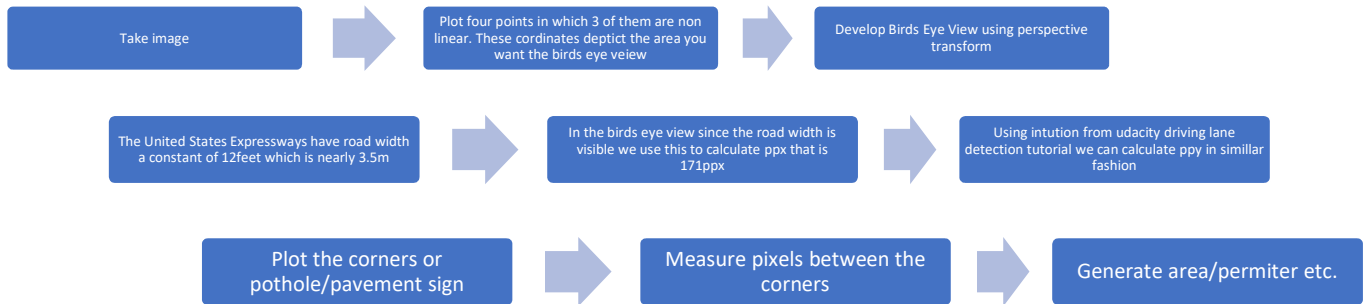 Take image
Plot four points in which 3 of them are non
linear. These cordinates deptict the area you
want the birds eye veiew
Develop Birds Eye View using perspective
transform
The United States Expressways have road width
a constant of 12feet which is nearly 3.5m
In the birds eye view since the road width is
visible we use this to calculate ppx that is
171ppx
Using intution from udacity driving lane
detection tutorial we can calculate ppy in simillar
fashion
Plot the corners or
pothole/pavement sign
Measure pixels between the
corners
Generate area/permiter etc.